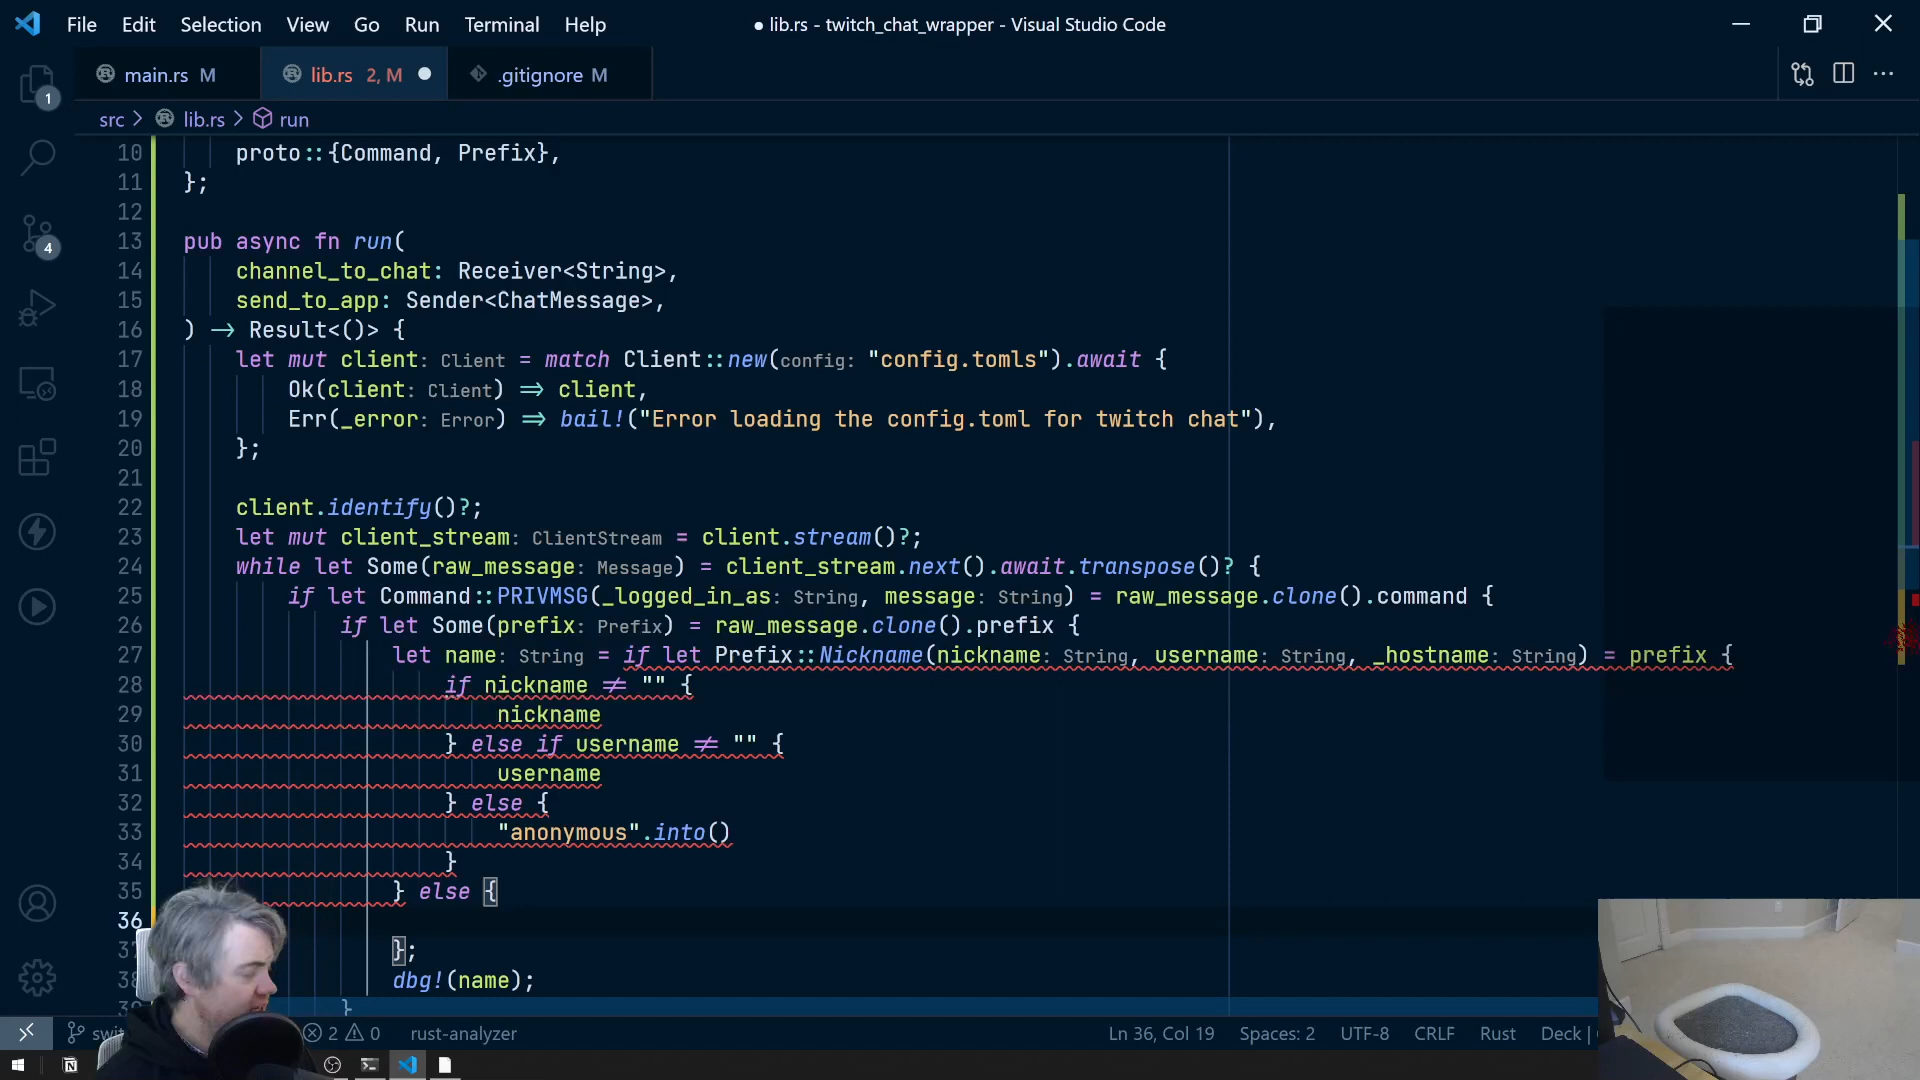 File Edit Selection View Go Run Terminal Help
● lib.rs - twitch_chat_wrapper - Visual Studio Code
main.rs M
lib.rs 2, M
.gitignore M
src > lib.rs > run
1
4
10 proto::{Command, Prefix},
11 };
12
13 pub async fn run(
14 channel_to_chat: Receiver<String>,
15 send_to_app: Sender<ChatMessage>,
16 ) -> Result<()> {
17 let mut client: Client = match Client::new(config: "config.tomls").await {
18 Ok(client: Client) => client,
19 Err(_error: Error) => bail!("Error loading the config.toml for twitch chat"),
20 };
21
22 client.identify()?;
23 let mut client_stream: ClientStream = client.stream()?;
24 while let Some(raw_message: Message) = client_stream.next().await.transpose()? {
25 if let Command::PRIVMSG(_logged_in_as: String, message: String) = raw_message.clone().command {
26 if let Some(prefix: Prefix) = raw_message.clone().prefix {
27 let name: String = if let Prefix::Nickname(nickname: String, username: String, _hostname: String) = prefix {
28 if nickname != "" {
29 nickname
30 } else if username != "" {
31 username
32 } else {
33 "anonymous".into()
34 }
35 } else {
36
37 };
38 dbg!(name);
39 }
2 0 rust-analyzer
Ln 36, Col 19 Spaces: 2 UTF-8 CRLF Rust Deck |